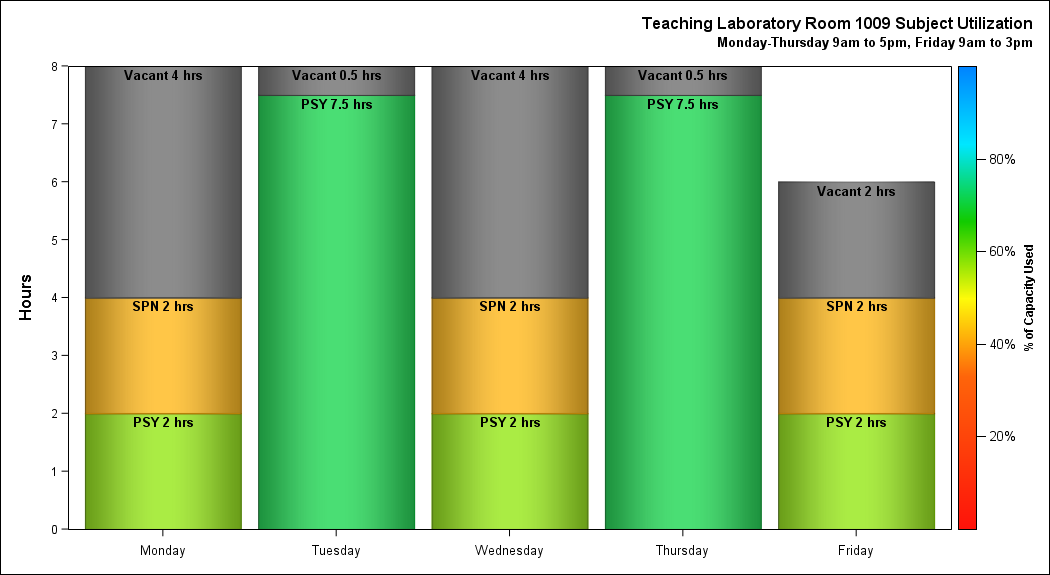 Teaching Laboratory Room 1009 Subject Utilization
Monday-Thursday 9am to 5pm, Friday 9am to 3pm
Hours
8
7
6
5
4
3
2
1
0
Vacant 4 hrs
SPN 2 hrs
PSY 2 hrs
Vacant 0.5 hrs
PSY 7.5 hrs
Vacant 4 hrs
SPN 2 hrs
PSY 2 hrs
Vacant 0.5 hrs
PSY 7.5 hrs
Vacant 2 hrs
SPN 2 hrs
PSY 2 hrs
Monday
Tuesday
Wednesday
Thursday
Friday
80%
60%
40%
20%
% of Capacity Used